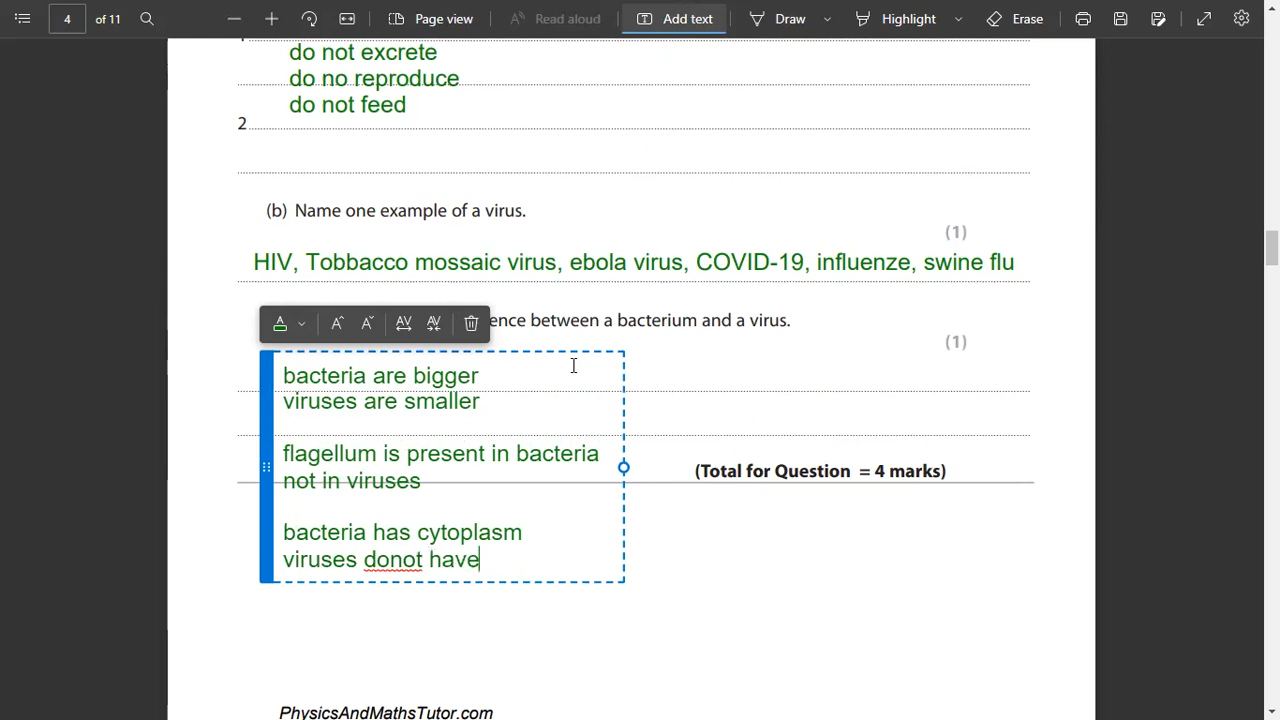 4 of 11 Page view Read aloud Add text Draw Highlight Erase
do not excrete
do no reproduce
do not feed
2
(b) Name one example of a virus.
(1)
HIV, Tobbacco mossaic virus, ebola virus, COVID-19, influenze, swine flu
A A A AV AV
ence between a bacterium and a virus.
(1)
bacteria are bigger
viruses are smaller
flagellum is present in bacteria
not in viruses
(Total for Question = 4 marks)
bacteria has cytoplasm
viruses donot have
PhysicsAndMathsTutor.com